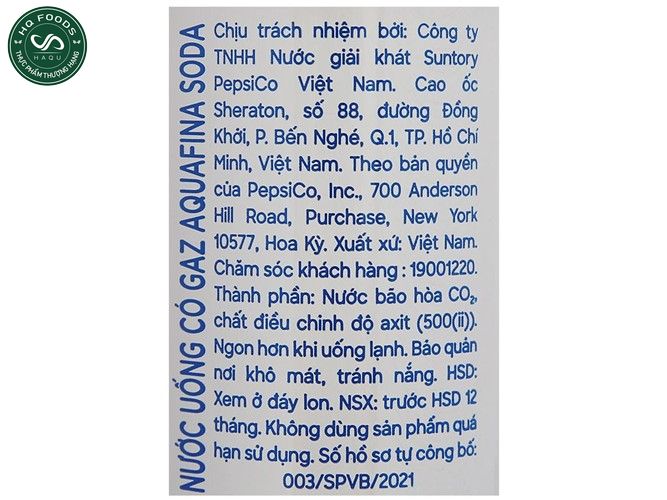 HQ FOODS
HAQU
THỰC PHẨM THƯỢNG HẠNG
NƯỚC UỐNG CÓ GAZ AQUAFINA SODA
Chịu trách nhiệm bởi: Công ty
TNHH Nước giải khát Suntory
PepsiCo Việt Nam. Cao ốc
Sheraton, số 88, đường Đồng
Khởi, P. Bến Nghé, Q.1, TP. Hồ Chí
Minh, Việt Nam. Theo bản quyền
của PepsiCo, Inc., 700 Anderson
Hill Road, Purchase, New York
10577, Hoa Kỳ. Xuất xứ: Việt Nam.
Chăm sóc khách hàng : 19001220.
Thành phần: Nước bão hòa CO₂,
chất điều chỉnh độ axit (500(ii)).
Ngon hơn khi uống lạnh. Bảo quản
nơi khô mát, tránh nắng. HSD:
Xem ở đáy lon. NSX: trước HSD 12
tháng. Không dùng sản phẩm quá
hạn sử dụng. Số hồ sơ tự công bố:
003/SPVB/2021